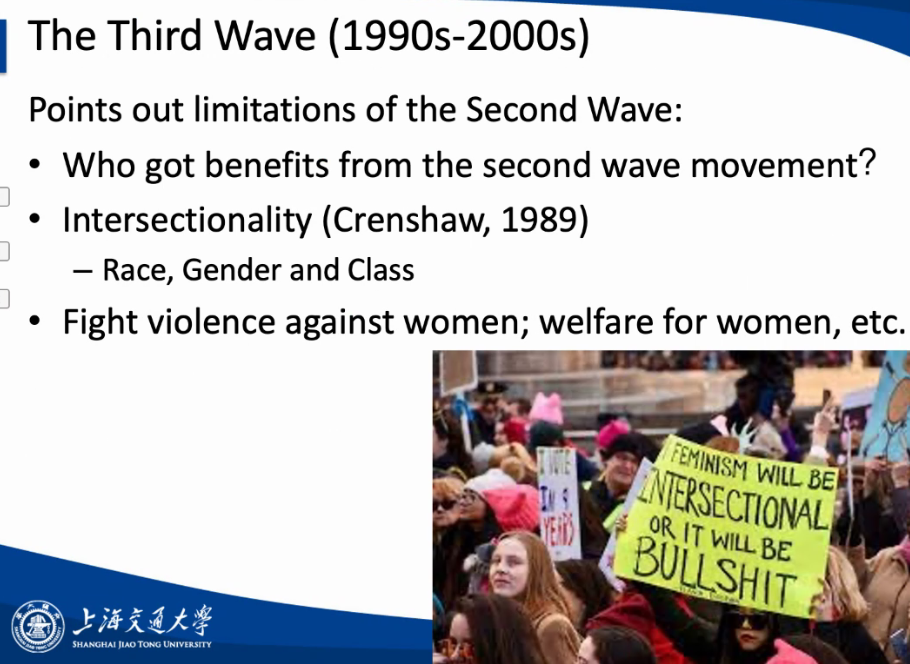 The Third Wave (1990s-2000s)
Points out limitations of the Second Wave:
• Who got benefits from the second wave movement?
• Intersectionality (Crenshaw, 1989)
– Race, Gender and Class
• Fight violence against women; welfare for women, etc.
I VOTE
IN 9
YEARS
FEMINISM WILL BE
INTERSECTIONAL
OR IT WILL BE
BULLSHIT
上海交通大学
SHANGHAI JIAO TONG UNIVERSITY